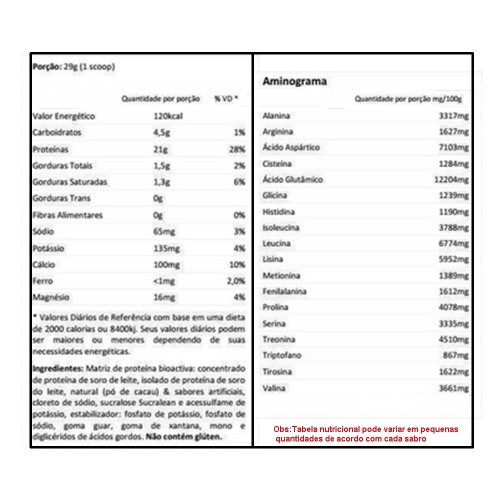 Porção: 29g (1 scoop)
Quantidade por porção % VD *
Valor Energético 120kcal
Carboidratos 4,5g 1%
Proteínas 21g 28%
Gorduras Totais 1,5g 2%
Gorduras Saturadas 1,3g 6%
Gorduras Trans 0g
Fibras Alimentares 0g 0%
Sódio 65mg 3%
Potássio 135mg 4%
Cálcio 100mg 10%
Ferro <1mg 2,0%
Magnésio 16mg 4%
* Valores Diários de Referência com base em uma dieta
de 2000 calorias ou 8400kj. Seus valores diários podem
ser maiores ou menores dependendo de suas
necessidades energéticas.
Ingredientes: Matriz de proteína bioactiva: concentrado
de proteína de soro de leite, isolado de proteína de soro
do leite, natural (pó de cacau) & sabores artificiais,
cloreto de sódio, sucralose Sucralean e acessulfame de
potássio, estabilizador: fosfato de potássio, fosfato de
sódio, goma guar, goma de xantana, mono e
diglicéridos de ácidos gordos. Não contém glúten.
Aminograma
Quantidade por porção mg/100g
Alanina 3317mg
Arginina 1627mg
Ácido Aspártico 7103mg
Cisteína 1284mg
Ácido Glutâmico 12204mg
Glicina 1239mg
Histidina 1190mg
Isoleucina 3788mg
Leucina 6774mg
Lisina 5952mg
Metionina 1389mg
Fenilalanina 1612mg
Prolina 4078mg
Serina 3335mg
Treonina 4510mg
Triptofano 867mg
Tirosina 1622mg
Valina 3661mg
Obs:Tabela nutricional pode variar em pequenas
quantidades de acordo com cada sabro